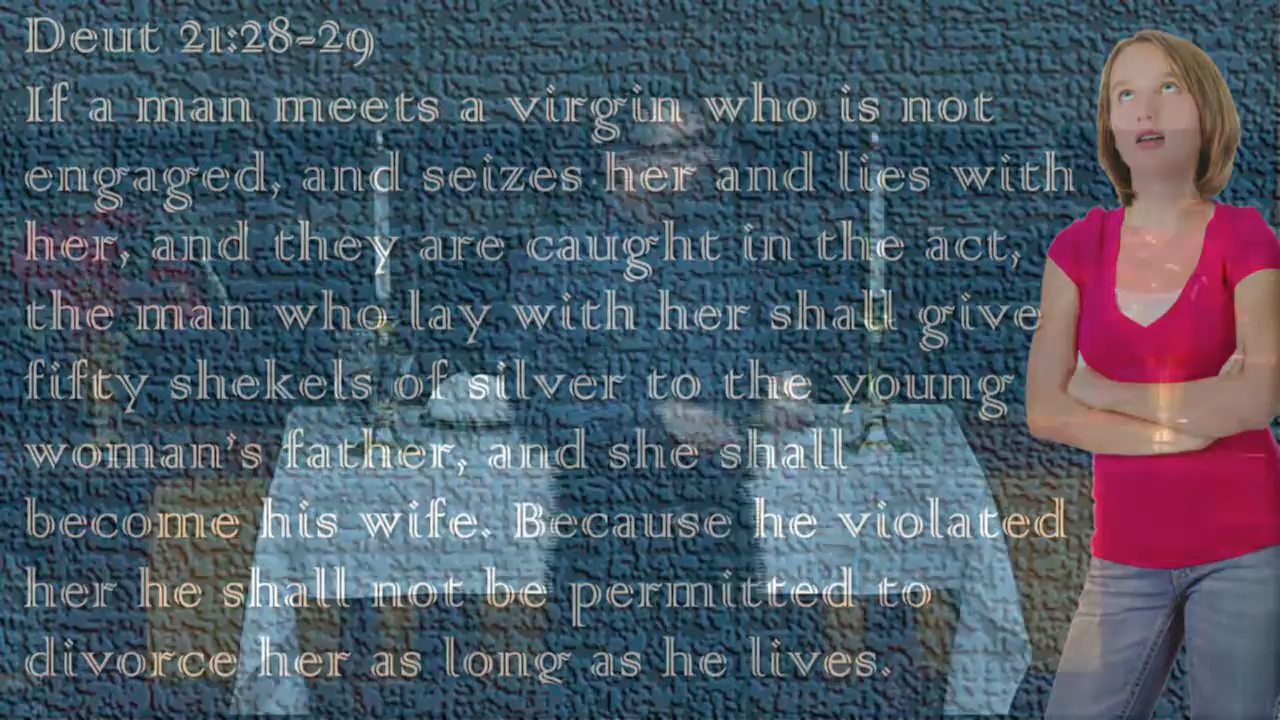 Deut 21:28-29
If a man meets a virgin who is not
engaged, and seizes her and lies with
her, and they are caught in the act,
the man who lay with her shall give
fifty shekels of silver to the young
woman's father, and she shall
become his wife. Because he violated
her he shall not be permitted to
divorce her as long as he lives.